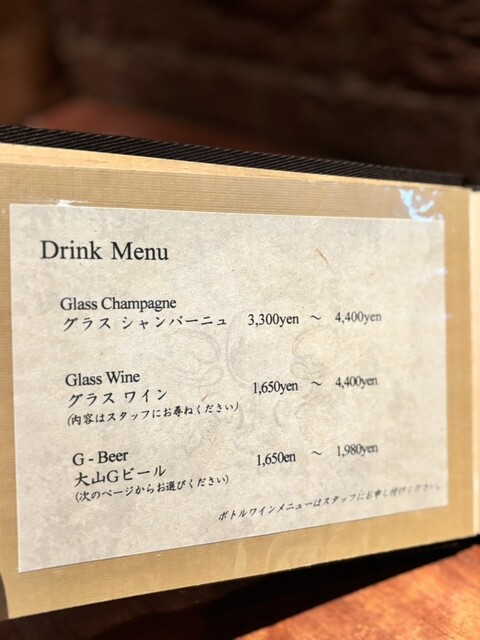 Drink Menu
Glass Champagne
グラス シャンパーニュ 3,300yen ～ 4,400yen
Glass Wine
グラス ワイン 1,650yen ～ 4,400yen
(内容はスタッフにお尋ねください)
G - Beer
大山Gビール 1,650en ～ 1,980yen
(次のページからお選びください)
ボトルワインメニューはスタッフにお申し付けください